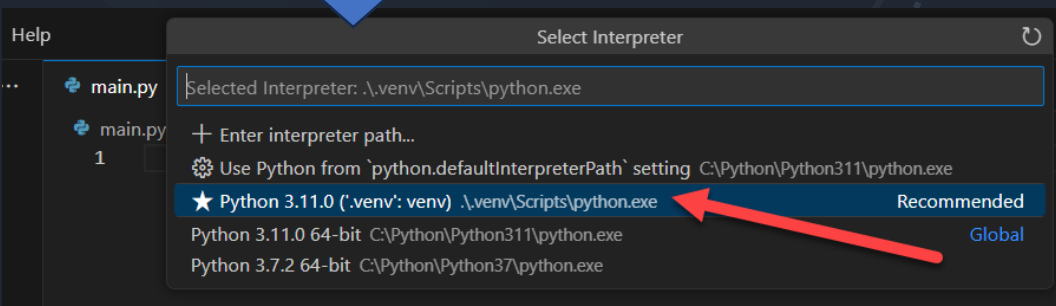 Help
Select Interpreter
... main.py
Selected Interpreter: .\.venv\Scripts\python.exe
main.py
Enter interpreter path...
1
Use Python from `python.defaultInterpreterPath` setting C:\Python\Python311\python.exe
Python 3.11.0 ('.venv': venv) .\.venv\Scripts\python.exe Recommended
Python 3.11.0 64-bit C:\Python\Python311\python.exe Global
Python 3.7.2 64-bit C:\Python\Python37\python.exe